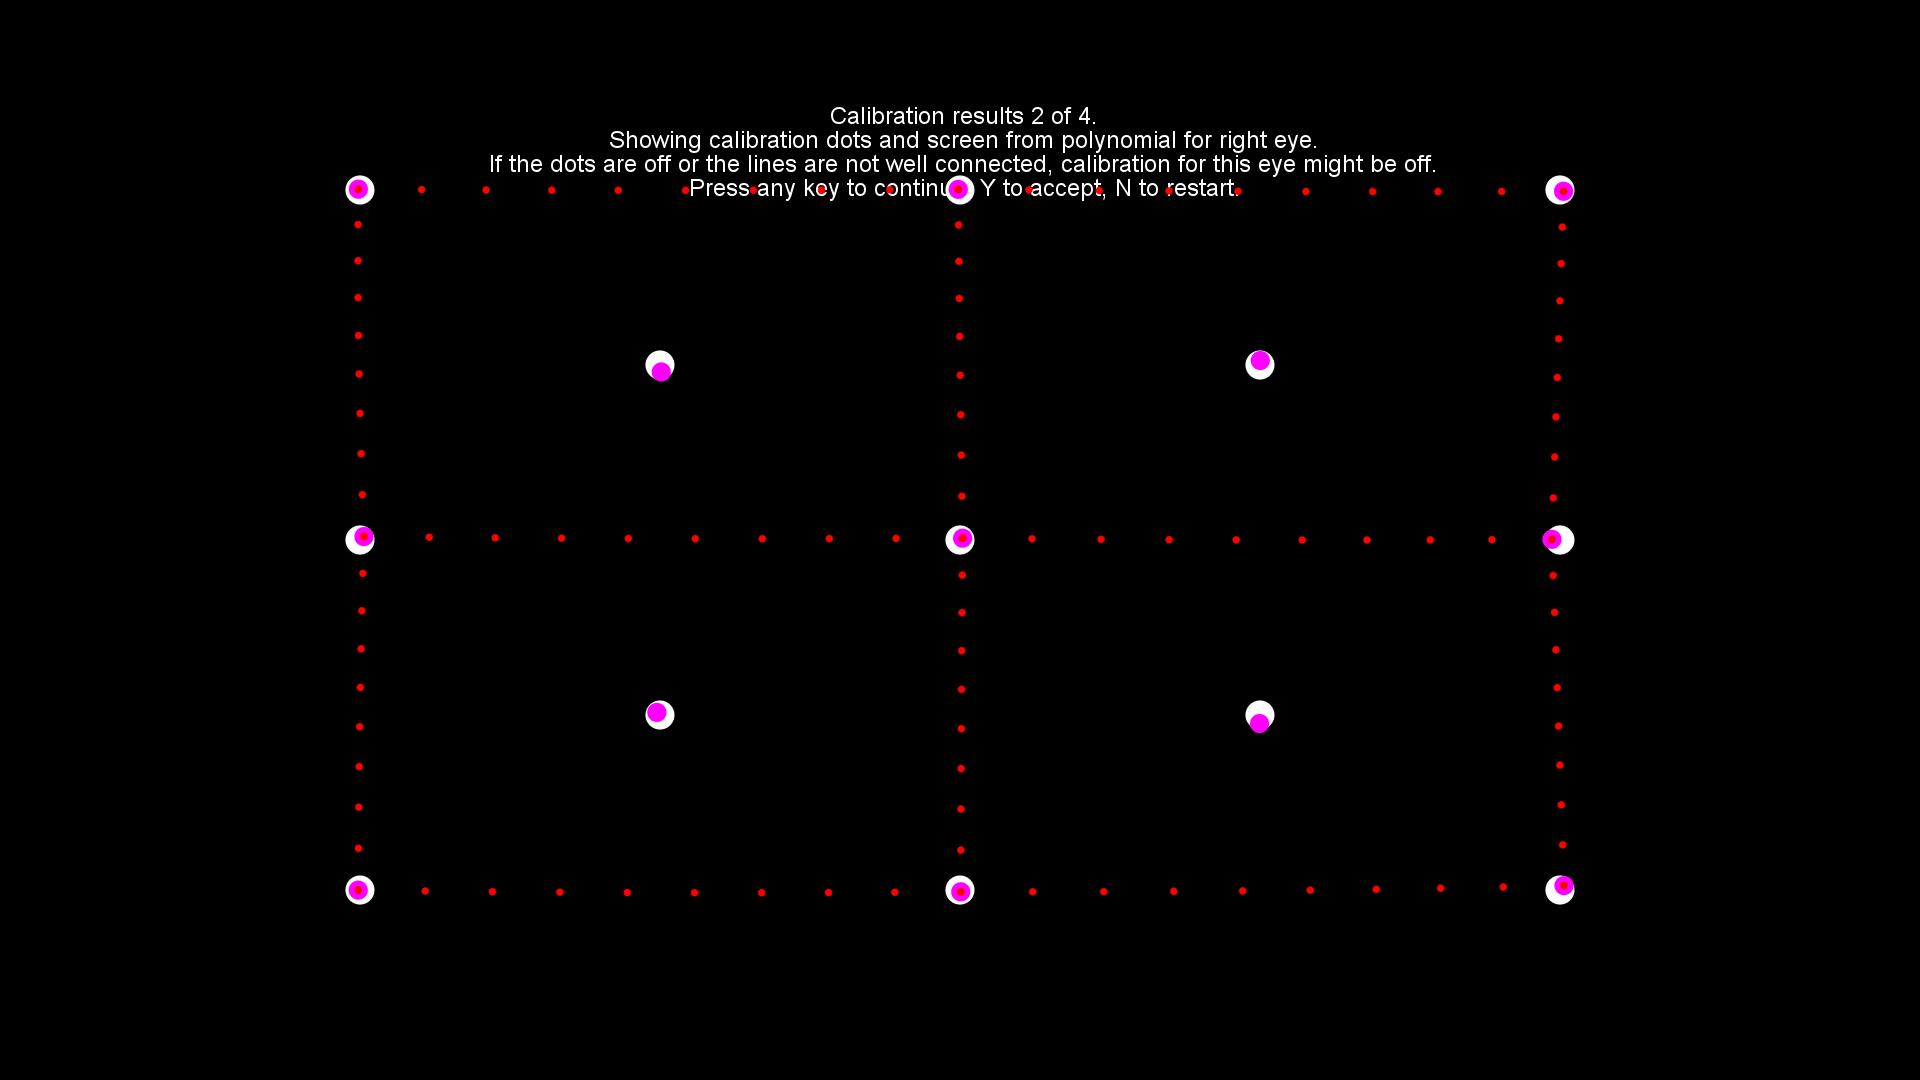 Calibration results 2 of 4.
Showing calibration dots and screen from polynomial for right eye.
If the dots are off or the lines are not well connected, calibration for this eye might be off.
Press any key to continue, Y to accept, N to restart.